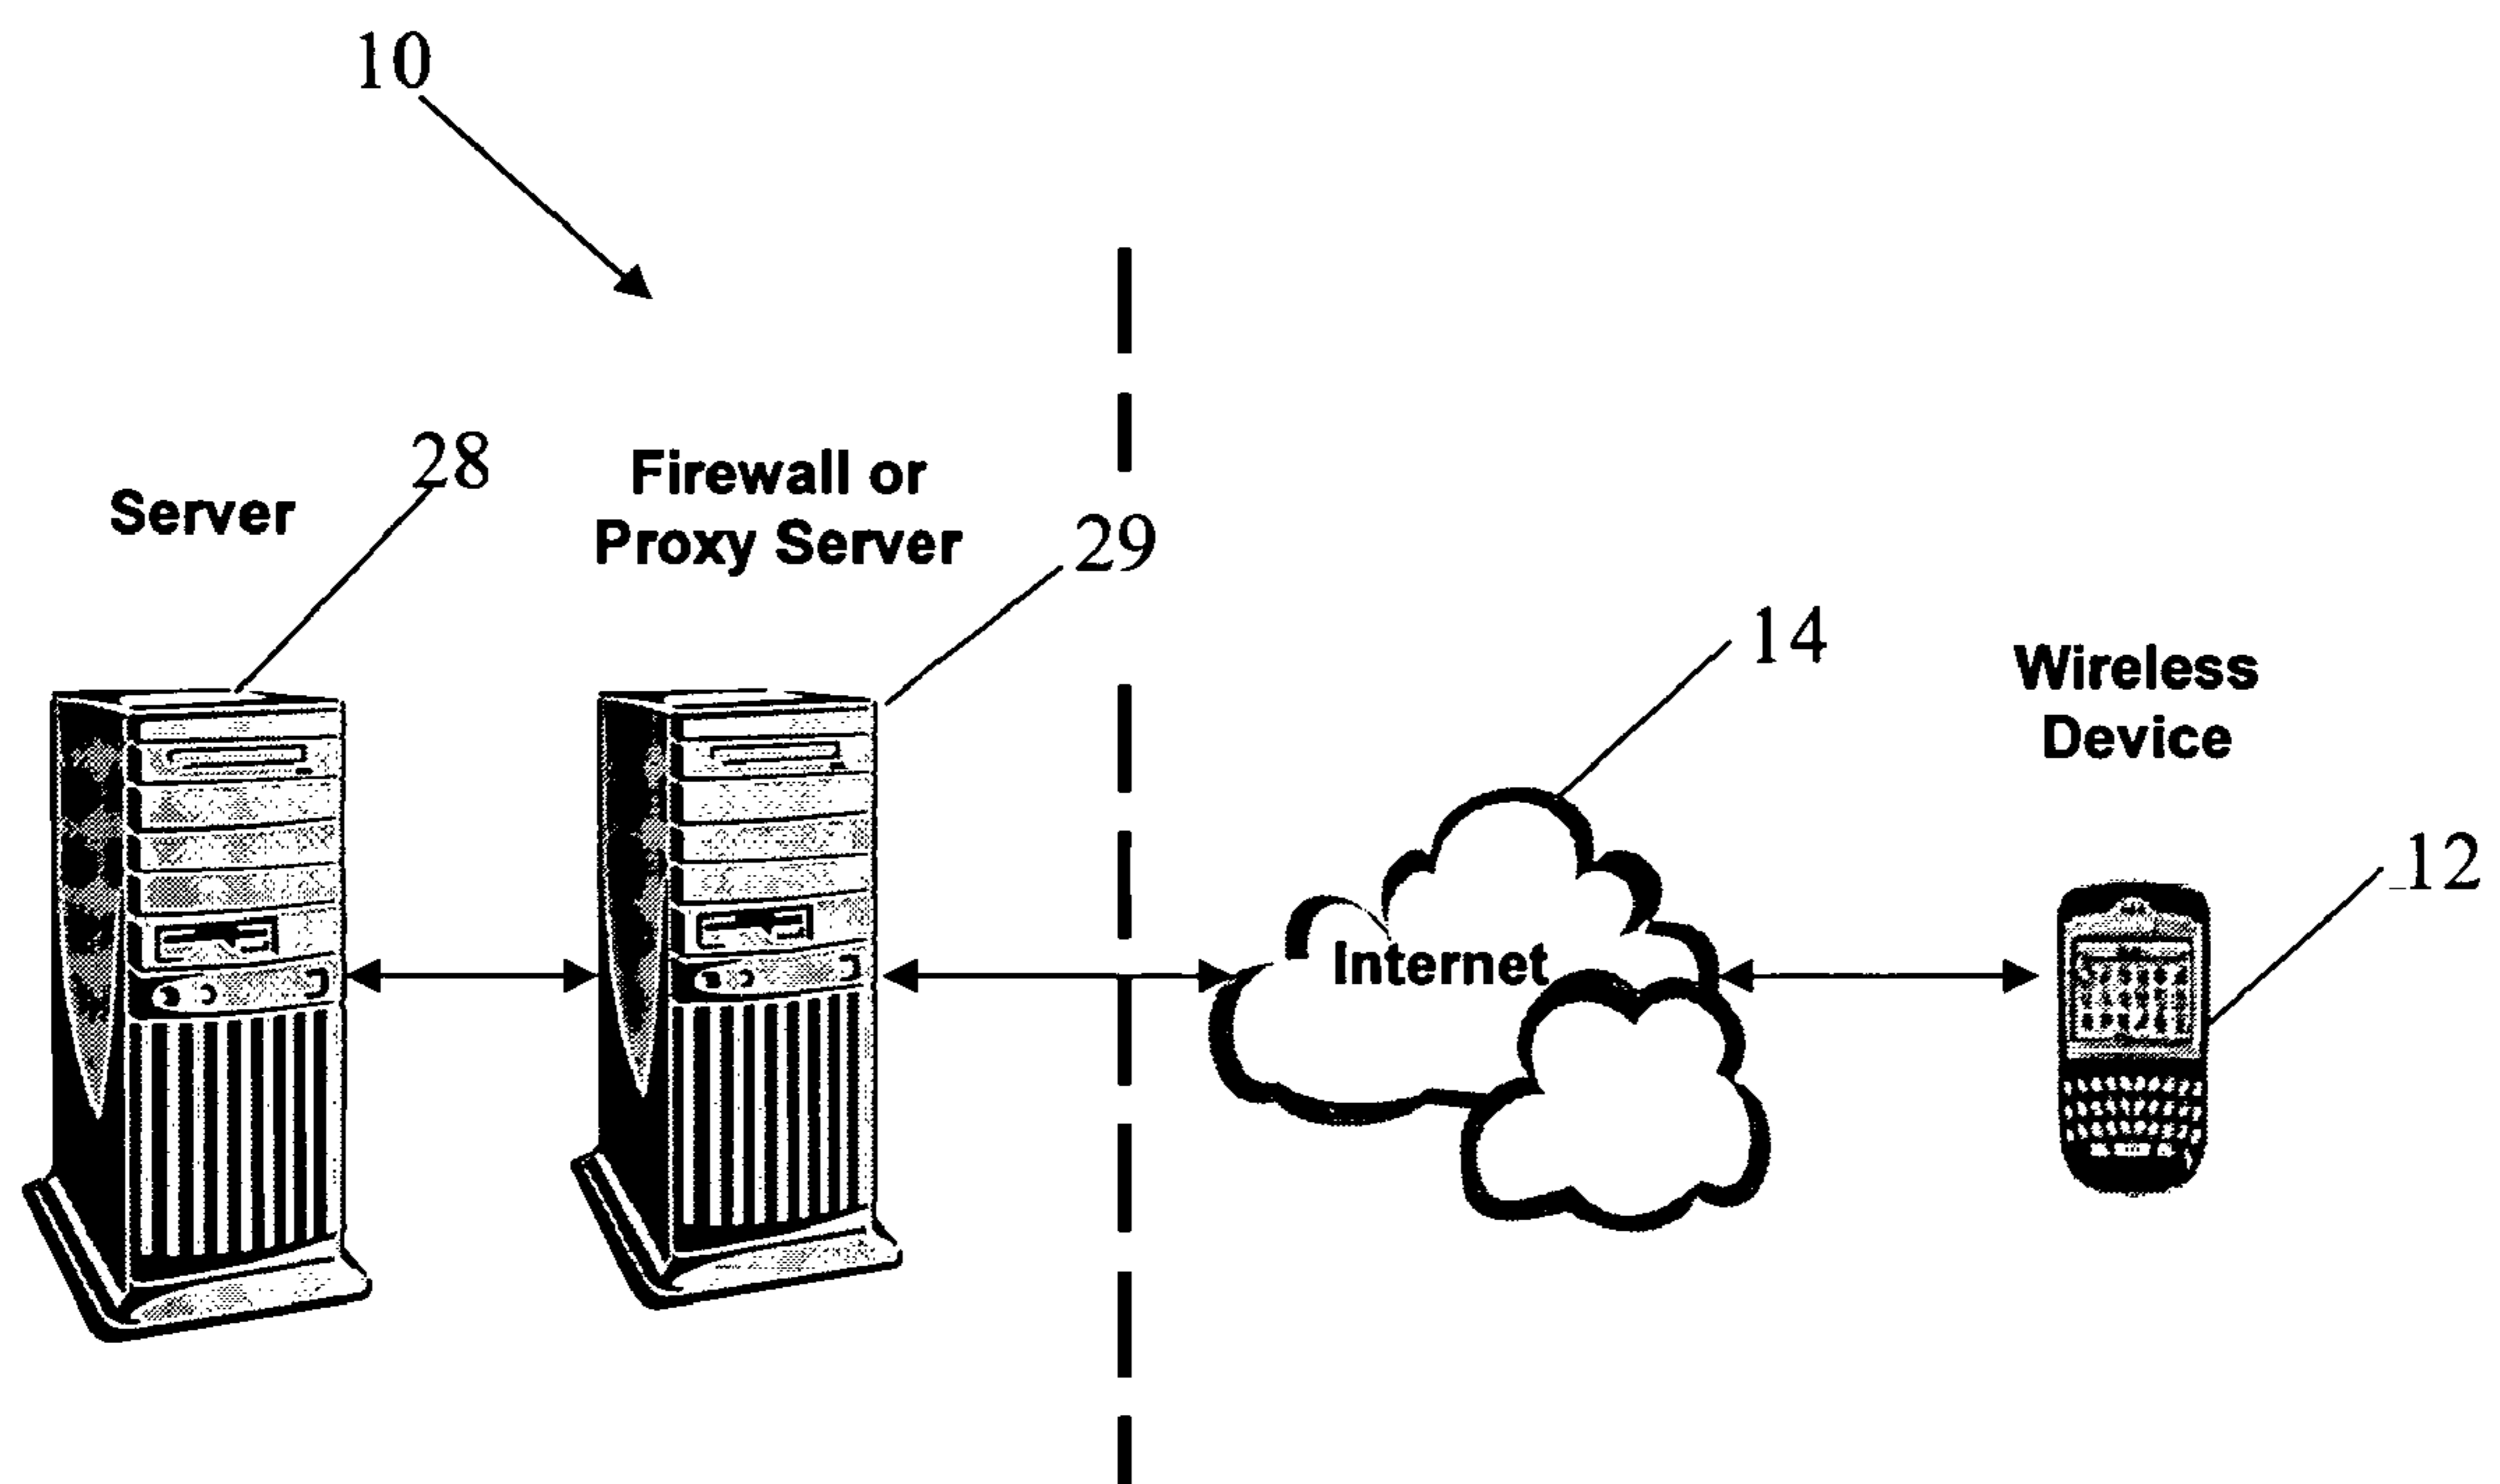 10
28
Server
Firewall or
Proxy Server
29
14
Wireless
Device
12
Internet